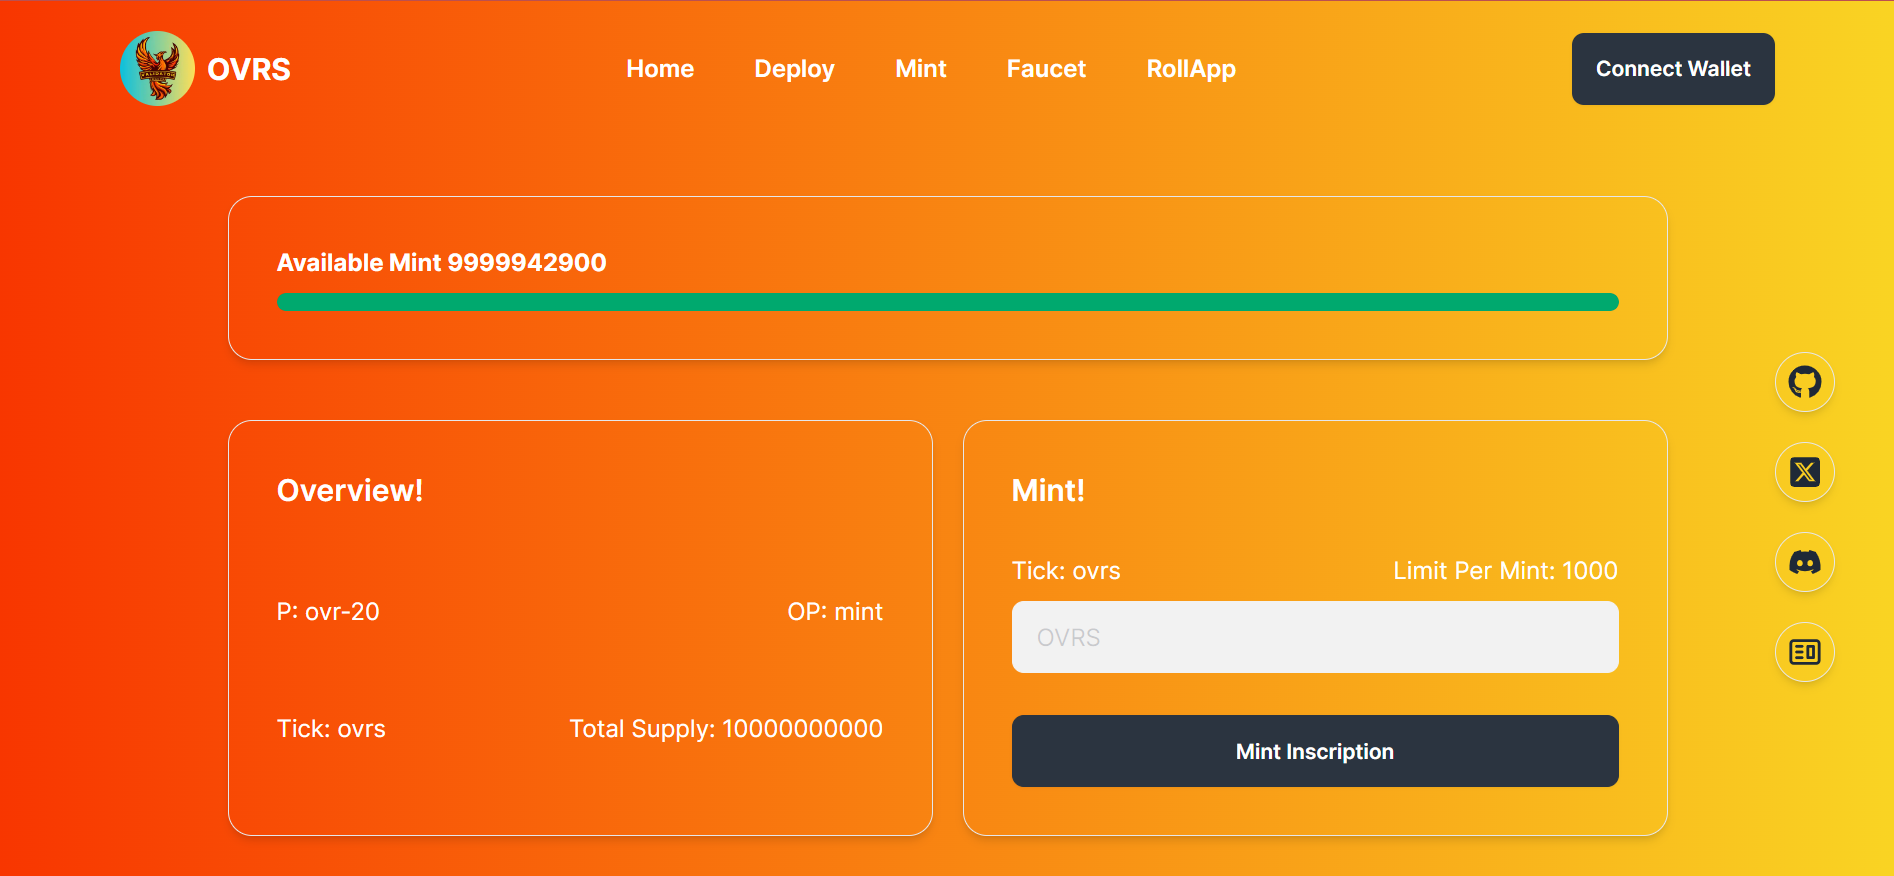 OVRS
Home Deploy Mint Faucet RollApp
Connect Wallet
Available Mint 9999942900
Overview!
P: ovr-20 OP: mint
Tick: ovrs Total Supply: 10000000000
Mint!
Tick: ovrs Limit Per Mint: 1000
OVRS
Mint Inscription